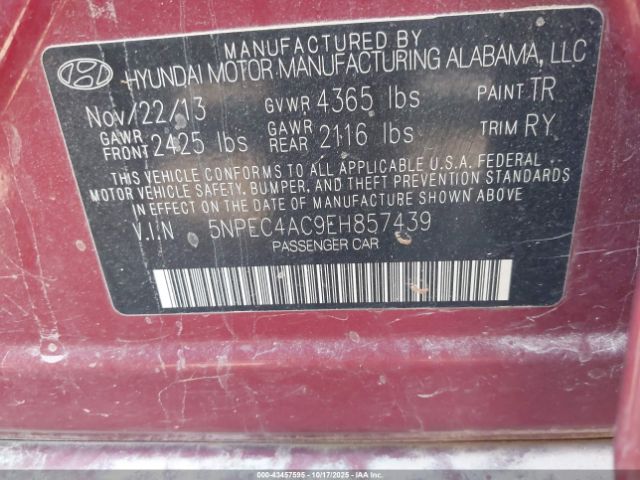 MANUFACTURED BY
HYUNDAI MOTOR MANUFACTURING ALABAMA, LLC
Nov/22/13 GVWR 4365 lbs PAINT TR
GAWR FRONT 2425 lbs GAWR REAR 2116 lbs TRIM RY
THIS VEHICLE CONFORMS TO ALL APPLICABLE U.S.A. FEDERAL
MOTOR VEHICLE SAFETY, BUMPER, AND THEFT PREVENTION STANDARDS
IN EFFECT ON THE DATE OF MANUFACTURE SHOWN ABOVE
V.I.N 5NPEC4AC9EH857439
PASSENGER CAR
000-43457595 - 10/17/2025 - IAAI.COM